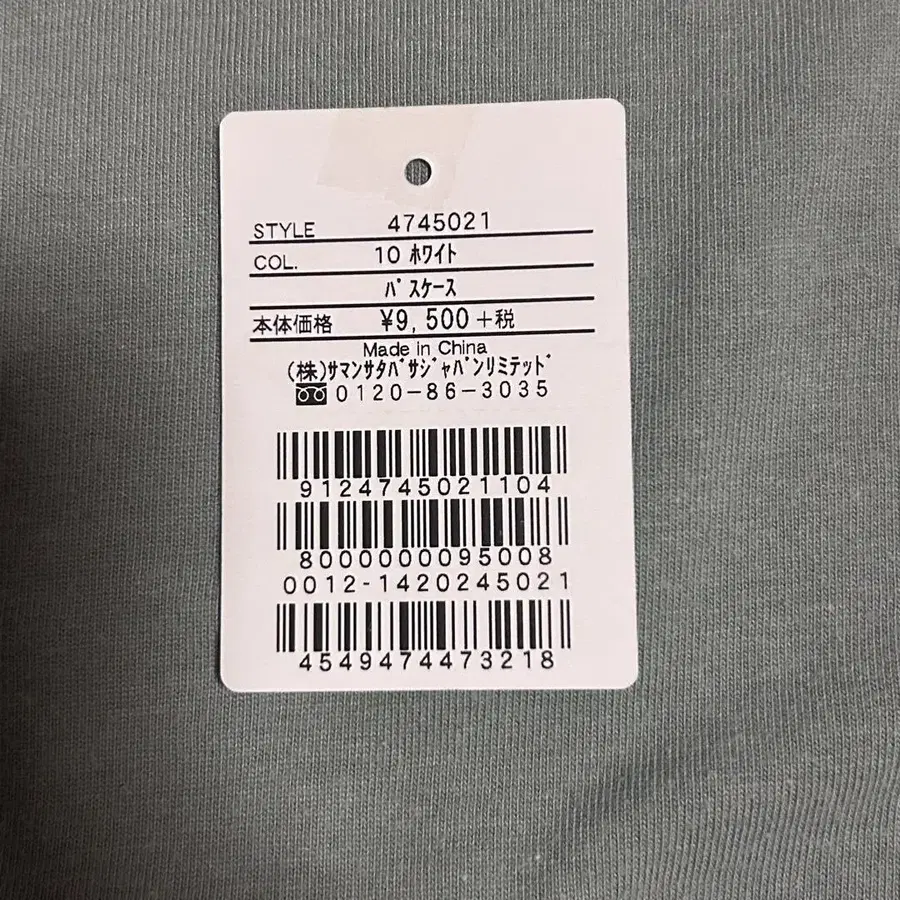 STYLE 4745021
COL. 10 ﾎﾜｲﾄ
ﾊﾟｽｹｰｽ
本体価格 ¥9,500+税
Made in China
(株)ｻﾏﾝｻﾀﾊﾞｻｼﾞｬﾊﾟﾝﾘﾐﾃｯﾄﾞ
0120-86-3035
9124745021104
8000000095008
0012-1420245021
4549474473218